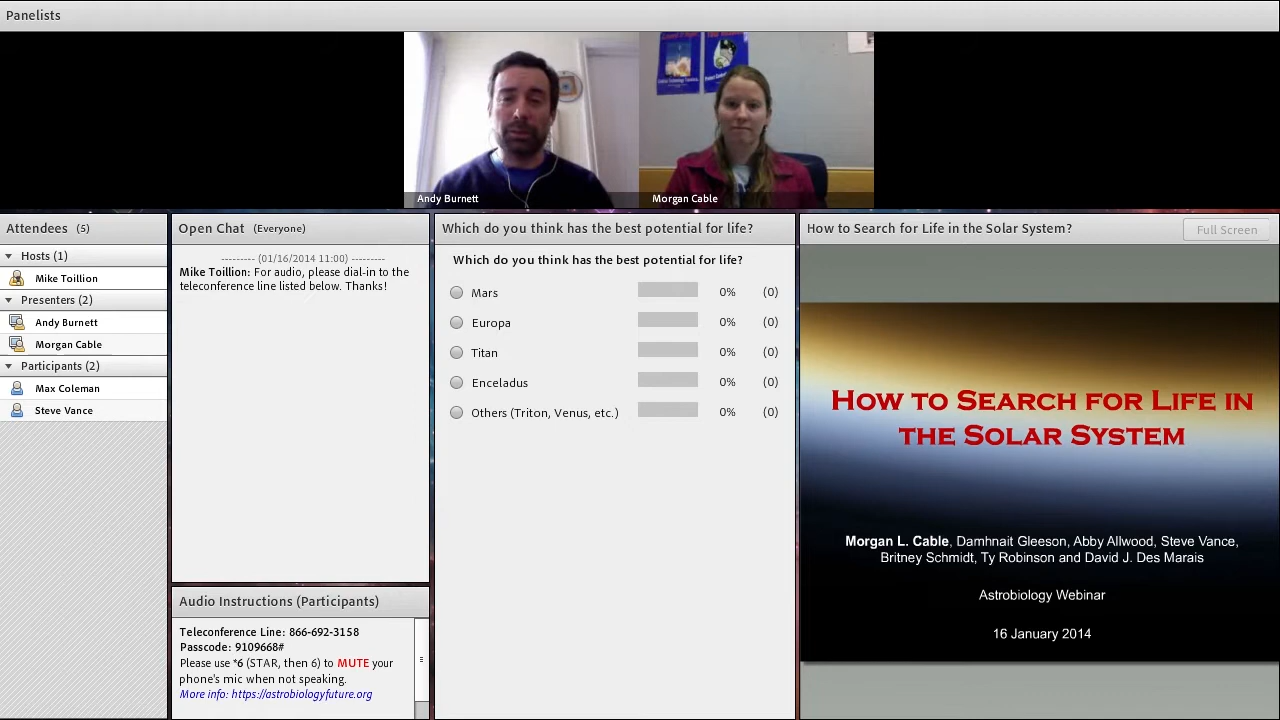 Panelists
Andy Burnett
Morgan Cable
Attendees (5)
Hosts (1)
Mike Toillion
Presenters (2)
Andy Burnett
Morgan Cable
Participants (2)
Max Coleman
Steve Vance
Open Chat (Everyone)
--------- (01/16/2014 11:00) ---------
Mike Toillion: For audio, please dial-in to the
teleconference line listed below. Thanks!
Audio Instructions (Participants)
Teleconference Line: 866-692-3158
Passcode: 9109668#
Please use *6 (STAR, then 6) to MUTE your
phone's mic when not speaking.
More info: https://astrobiologyfuture.org
Which do you think has the best potential for life?
Which do you think has the best potential for life?
Mars 0% (0)
Europa 0% (0)
Titan 0% (0)
Enceladus 0% (0)
Others (Triton, Venus, etc.) 0% (0)
How to Search for Life in the Solar System?
Full Screen
How to Search for Life in
the Solar System
Morgan L. Cable, Damhnait Gleeson, Abby Allwood, Steve Vance,
Britney Schmidt, Ty Robinson and David J. Des Marais
Astrobiology Webinar
16 January 2014